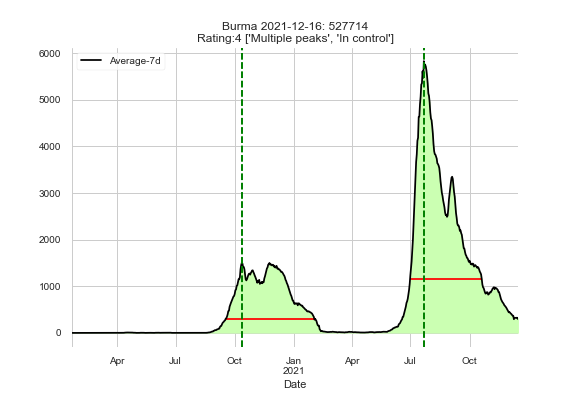 Burma 2021-12-16: 527714
Rating:4 ['Multiple peaks', 'In control']
6000
Average-7d
5000
4000
3000
2000
1000
0
Apr
Jul
Oct
Jan
Apr
Jul
Oct
2021
Date